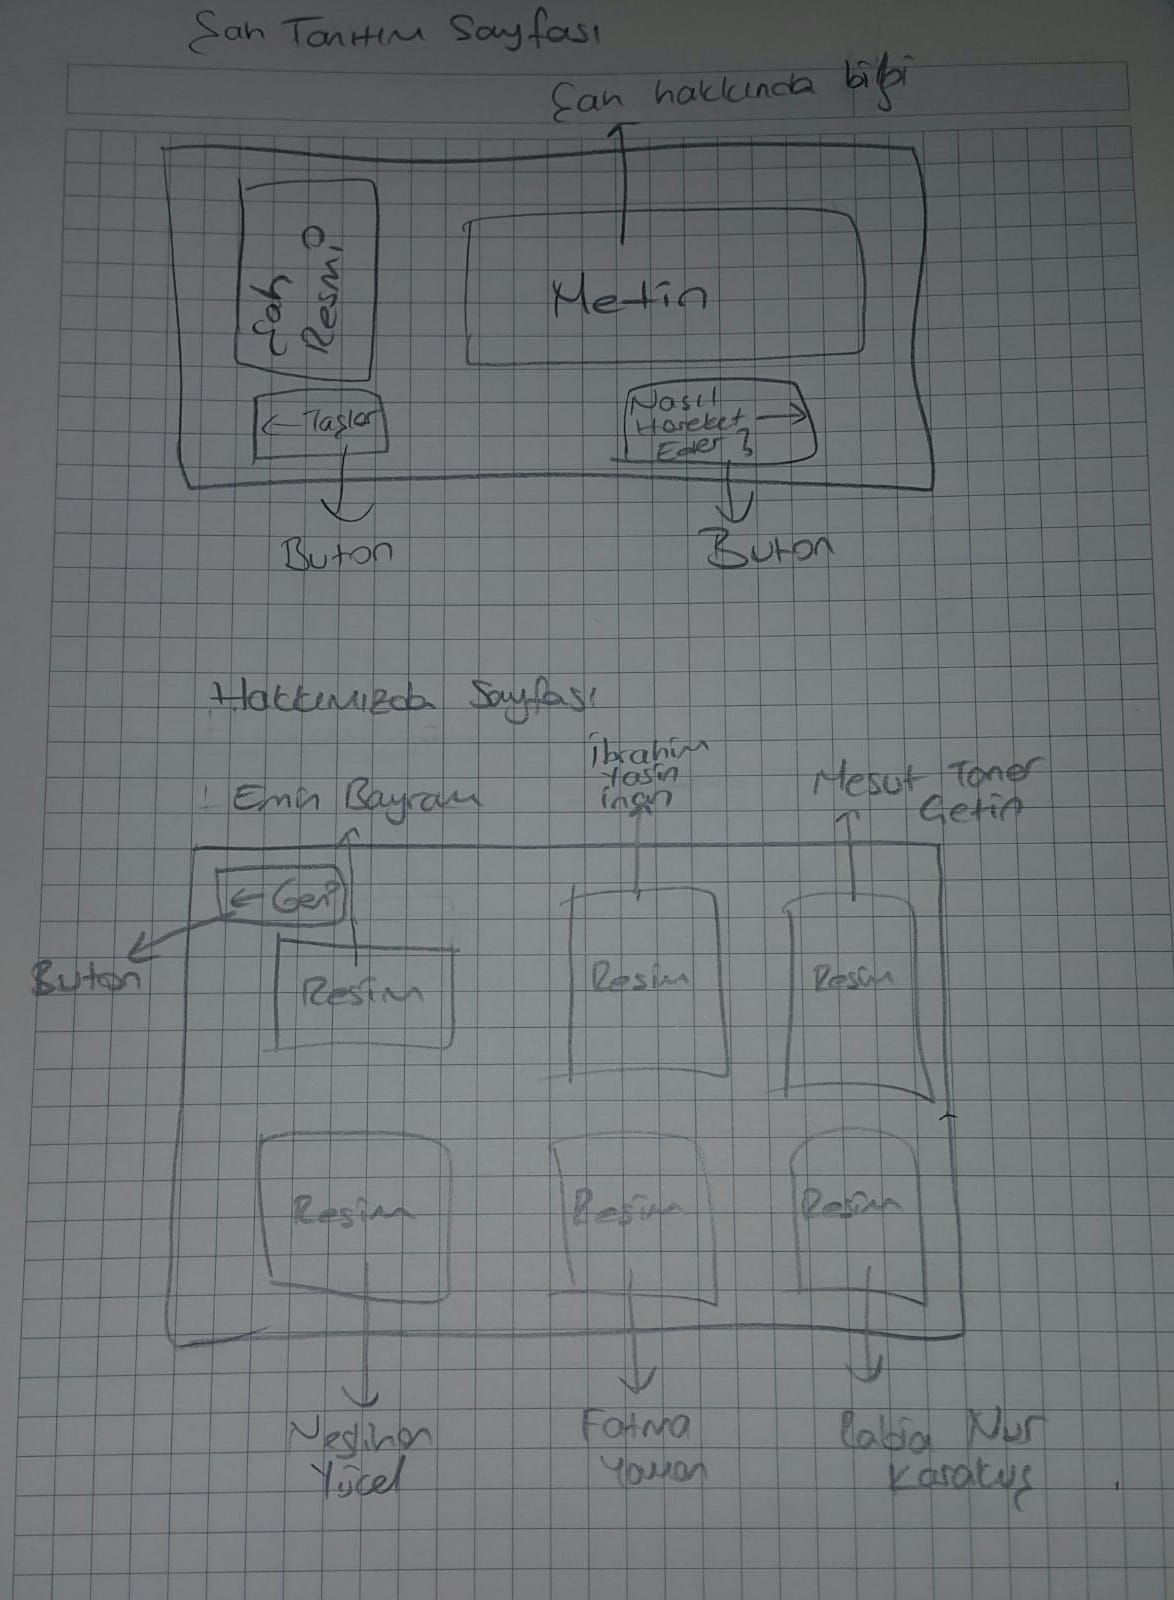 Şah Tanıtım Sayfası
Şah hakkında bilgi
Şah
Resmi
Metin
← Taşlar
Nasıl
Hareket →
Eder ?
Buton
Buton
Hakkımızda Sayfası
Emin Bayram
İbrahim
Yasin
İnan
Mesut Taner
Çetin
← Geri
Buton
Resim
Resim
Resim
Resim
Resim
Resim
Neslihan
Yücel
Fatma
Yaman
Rabia Nur
Karakuş